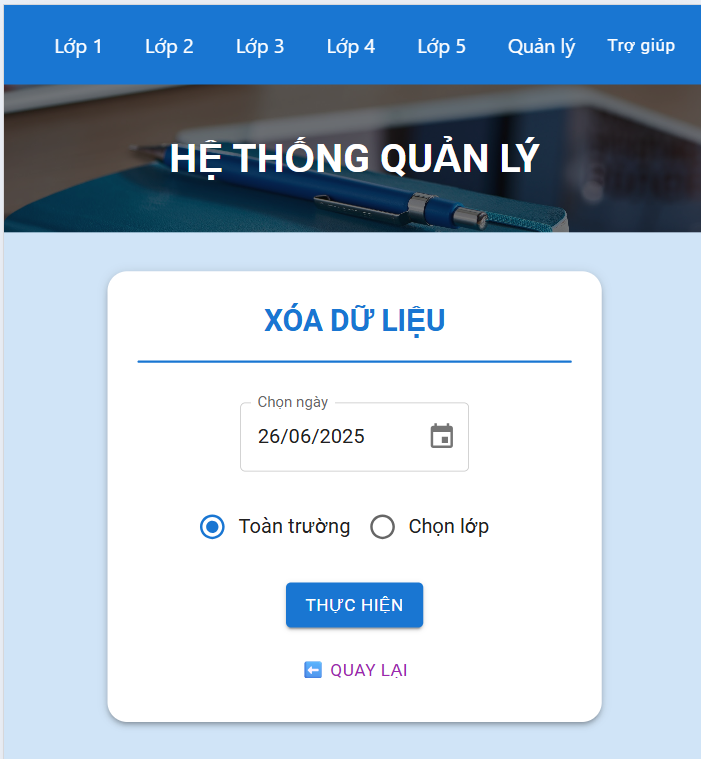 Lớp 1 Lớp 2 Lớp 3 Lớp 4 Lớp 5 Quản lý Trợ giúp
HỆ THỐNG QUẢN LÝ
XÓA DỮ LIỆU
Chọn ngày
26/06/2025
Toàn trường Chọn lớp
THỰC HIỆN
⬅️ QUAY LẠI